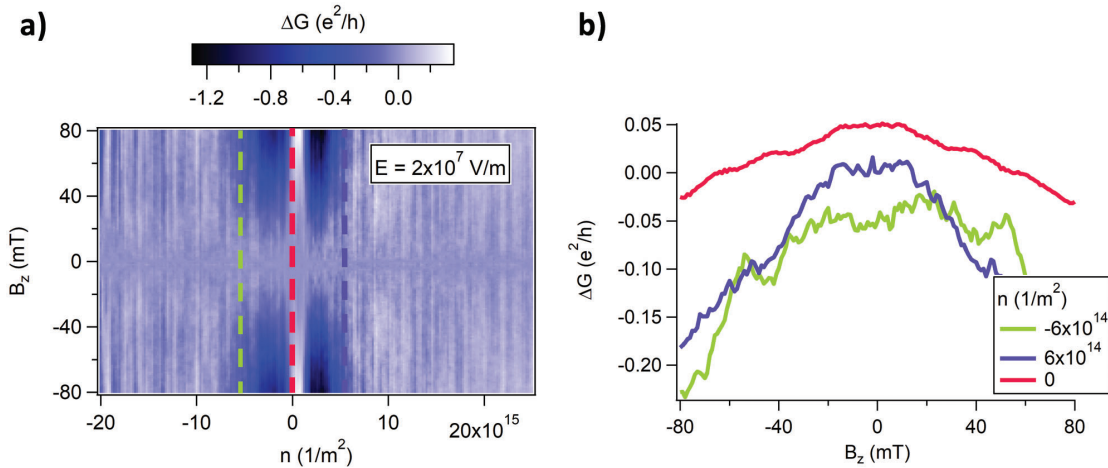 a)
ΔG (e²/h)
-1.2 -0.8 -0.4 0.0
80
40
0
-40
-80
B_z (mT)
E = 2x10⁷ V/m
-20 -10 0 10 20x10¹⁵
n (1/m²)
b)
0.05
0.00
-0.05
-0.10
-0.15
-0.20
ΔG (e²/h)
n (1/m²)
-6x10¹⁴
6x10¹⁴
0
-80 -40 0 40 80
B_z (mT)